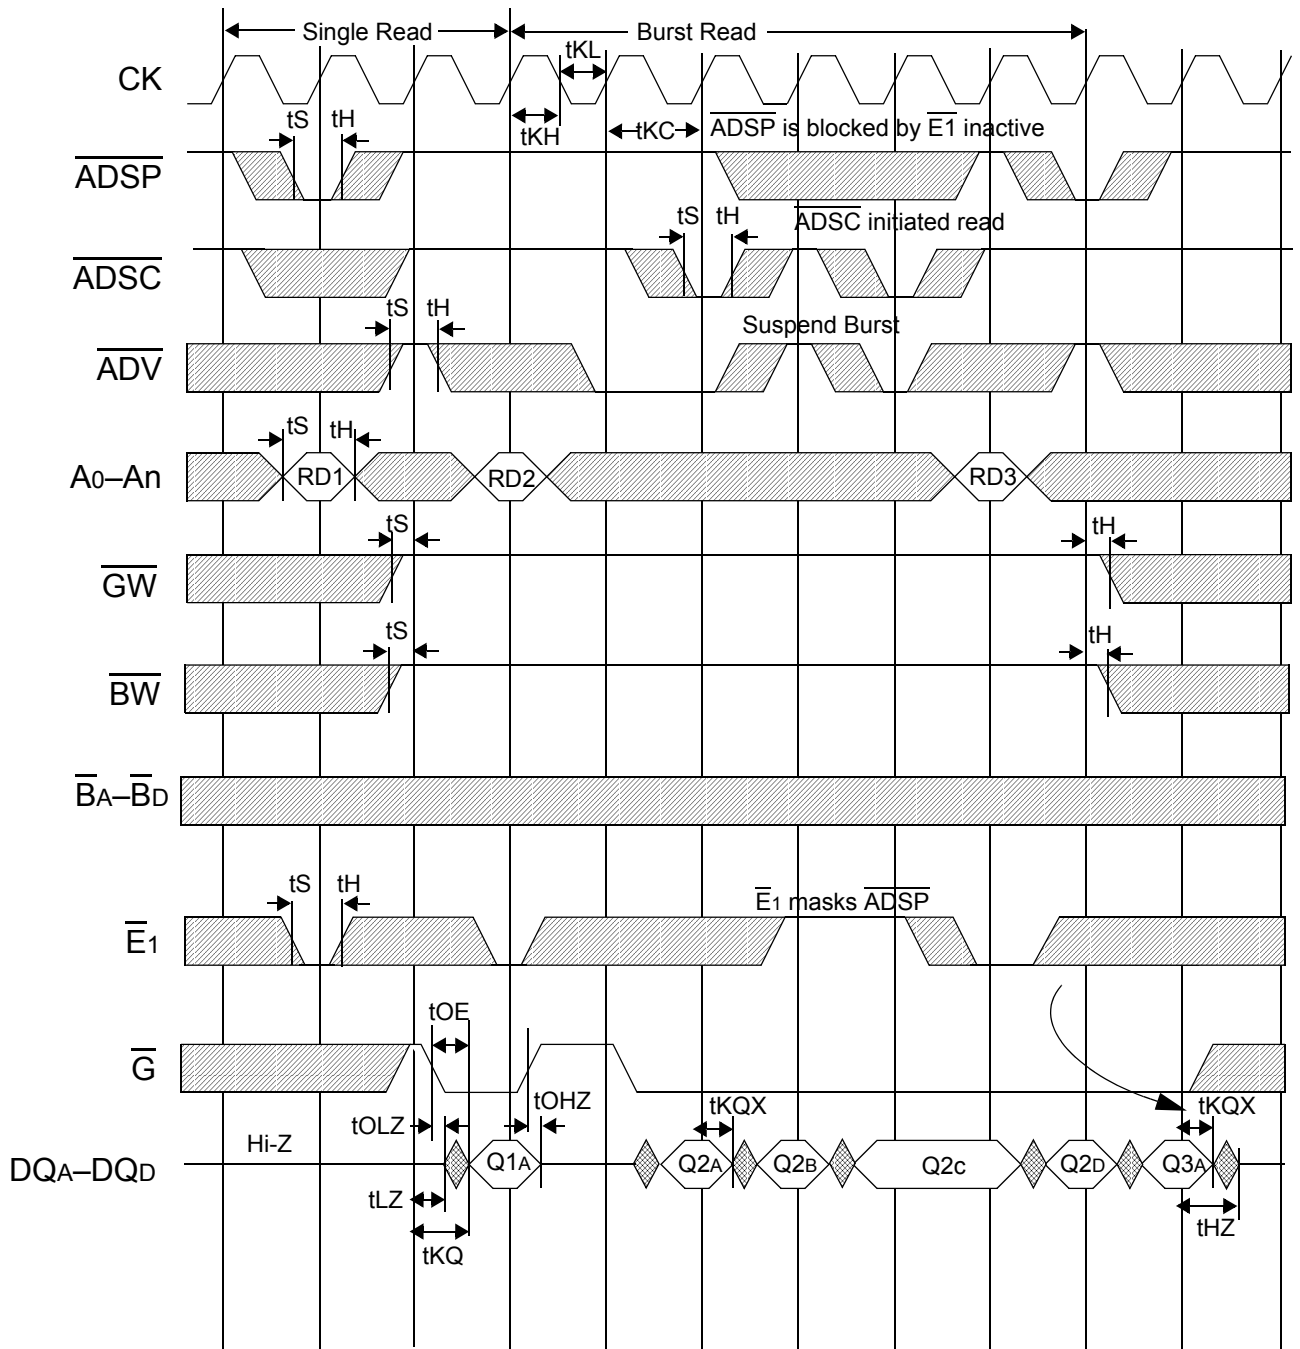 Single Read
Burst Read
CK
tKL
tKH
tKC
ADSP is blocked by E1 inactive
tS
tH
ADSP
tS
tH
ADSC initiated read
ADSC
tS
tH
Suspend Burst
ADV
tS
tH
A0–An
RD1
RD2
RD3
tS
tH
GW
tS
tH
BW
BA–BD
tS
tH
E1 masks ADSP
E1
tOE
G
tOHZ
tKQX
tKQX
tOLZ
Hi-Z
DQA–DQD
Q1A
Q2A
Q2B
Q2c
Q2D
Q3A
tLZ
tHZ
tKQ